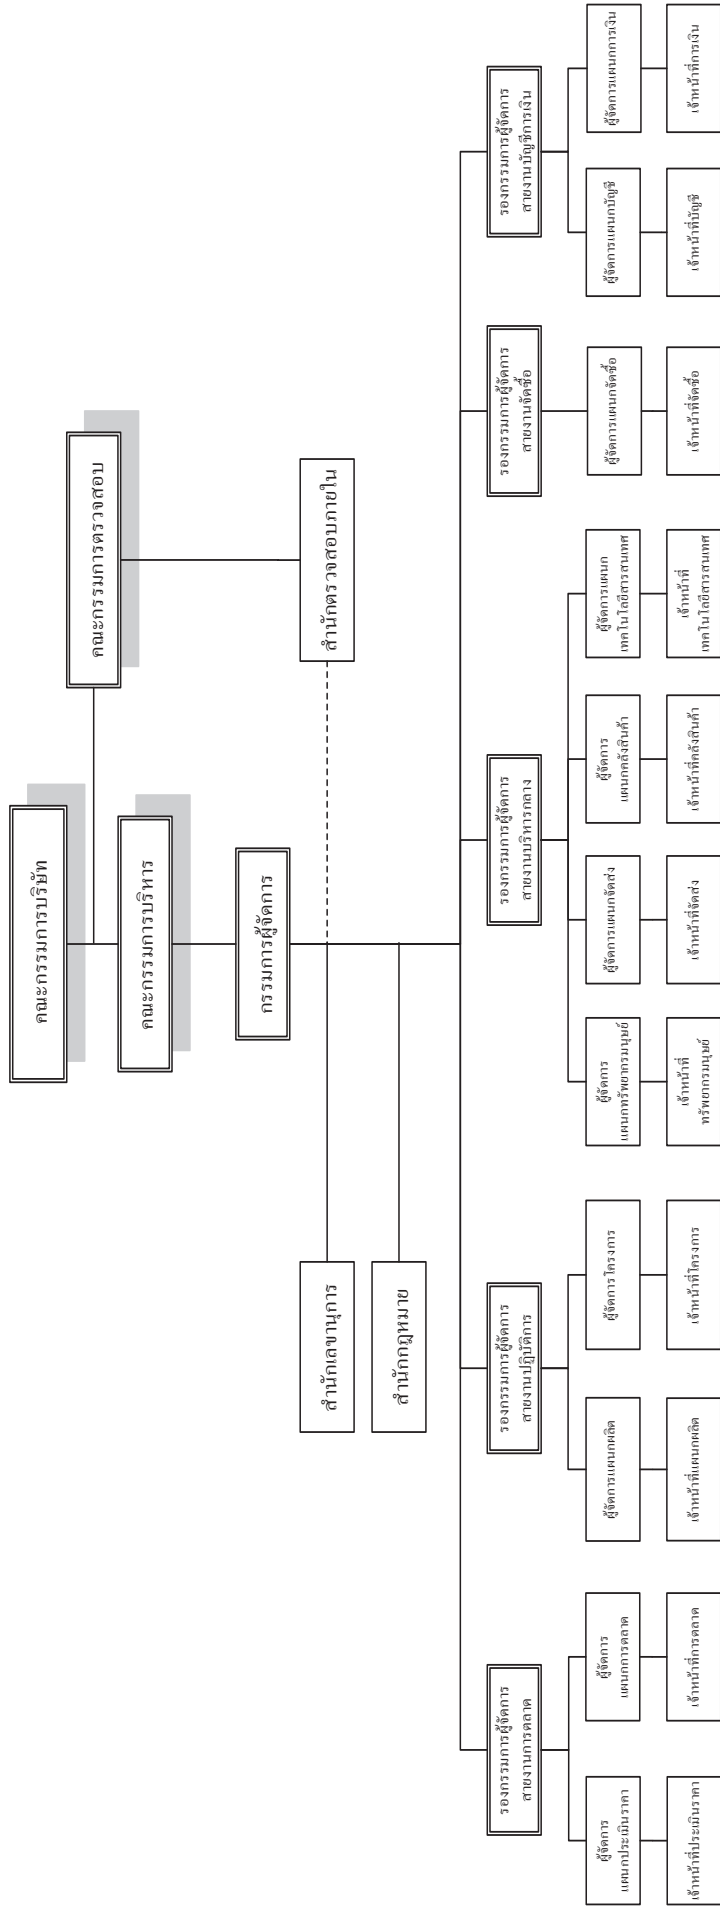 คณะกรรมการบริษัท
คณะกรรมการตรวจสอบ
คณะกรรมการบริหาร
กรรมการผู้จัดการ
สำนักเลขานุการ
สำนักตรวจสอบภายใน
สำนักกฎหมาย
รองกรรมการผู้จัดการ
สายงานการตลาด
รองกรรมการผู้จัดการ
สายงานปฏิบัติการ
รองกรรมการผู้จัดการ
สายงานบริหารกลาง
รองกรรมการผู้จัดการ
สายงานจัดซื้อ
รองกรรมการผู้จัดการ
สายงานบัญชีการเงิน
ผู้จัดการ
แผนกประเมินราคา
ผู้จัดการ
แผนกการตลาด
ผู้จัดการแผนกผลิต
ผู้จัดการโครงการ
ผู้จัดการ
แผนกทรัพยากรมนุษย์
ผู้จัดการแผนกจัดส่ง
ผู้จัดการ
แผนกคลังสินค้า
ผู้จัดการแผนก
เทคโนโลยีสารสนเทศ
ผู้จัดการแผนกจัดซื้อ
ผู้จัดการแผนกบัญชี
ผู้จัดการแผนกการเงิน
เจ้าหน้าที่ประเมินราคา
เจ้าหน้าที่การตลาด
เจ้าหน้าที่แผนกผลิต
เจ้าหน้าที่โครงการ
เจ้าหน้าที่
ทรัพยากรมนุษย์
เจ้าหน้าที่จัดส่ง
เจ้าหน้าที่คลังสินค้า
เจ้าหน้าที่
เทคโนโลยีสารสนเทศ
เจ้าหน้าที่จัดซื้อ
เจ้าหน้าที่บัญชี
เจ้าหน้าที่การเงิน